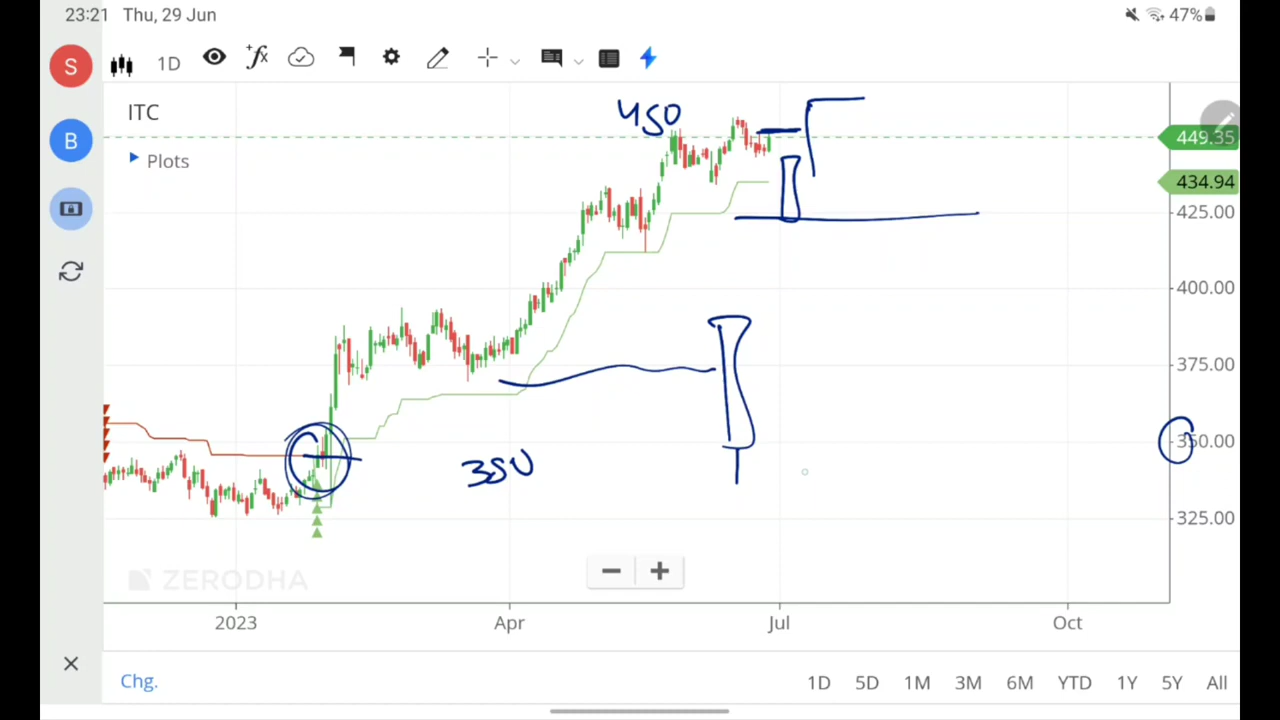 23:21 Thu, 29 Jun 47%
S 1D +fx
ITC 450
B 449.35
Plots
434.94
425.00
400.00
375.00
350.00
350
325.00
ZERODHA
2023 Apr Jul Oct
Chg. 1D 5D 1M 3M 6M YTD 1Y 5Y All